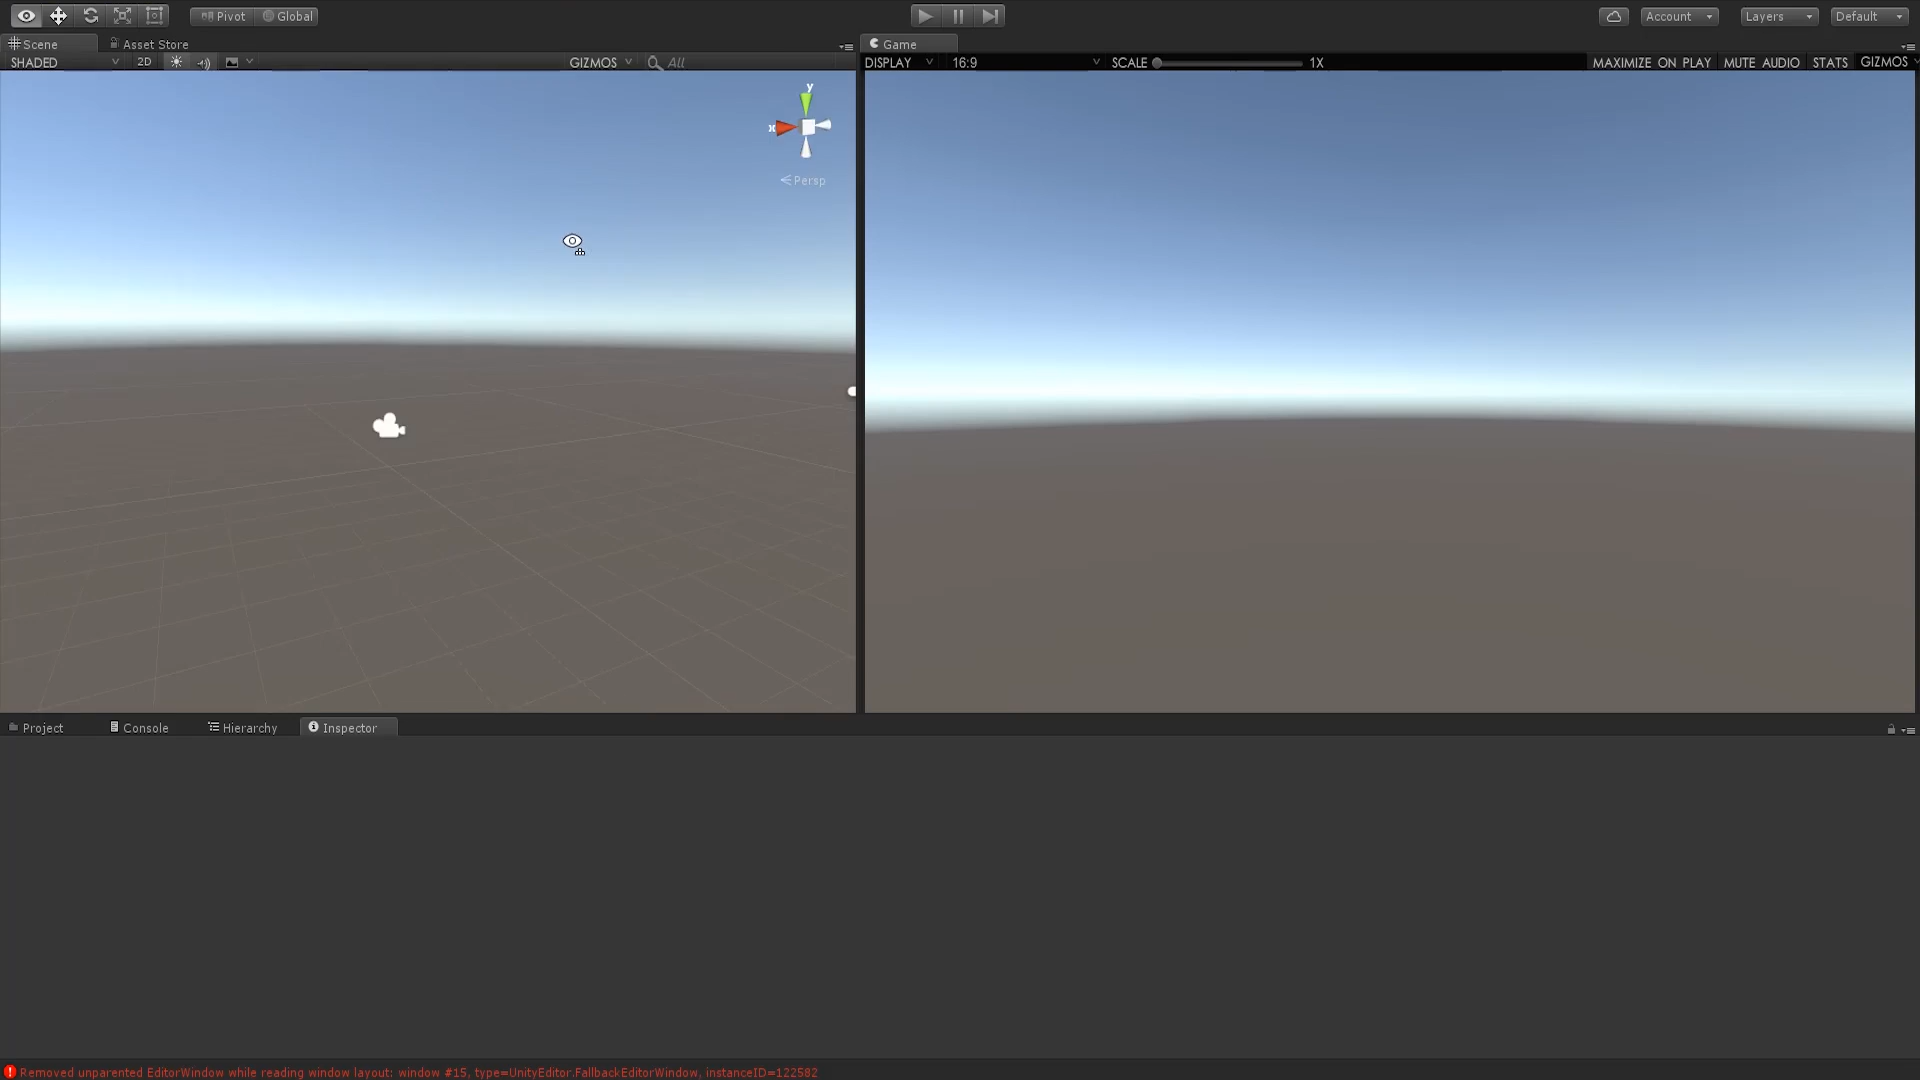 Pivot Global
Account Layers Default
Scene Asset Store
SHADED 2D GIZMOS All
Game
DISPLAY 16:9 SCALE 1X MAXIMIZE ON PLAY MUTE AUDIO STATS GIZMOS
y
x
Persp
Project Console Hierarchy Inspector
Removed unparented EditorWindow while reading window layout: window #15, type=UnityEditor.FallbackEditorWindow, instanceID=122582